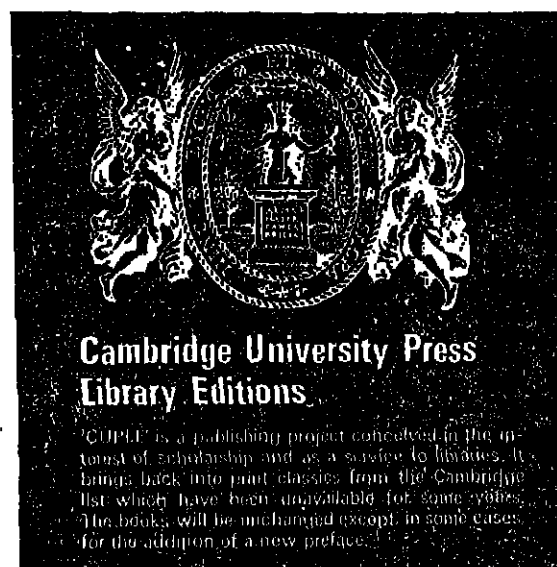 ET
Cambridge University Press
Library Editions
'CUPLE' is a publishing project conceived in the in-
terest of scholarship and as a service to libraries. It
brings back into print classics from the Cambridge
list which have been unavailable for some
The books will be unchanged except, in some cases,
for the addition of a new preface.